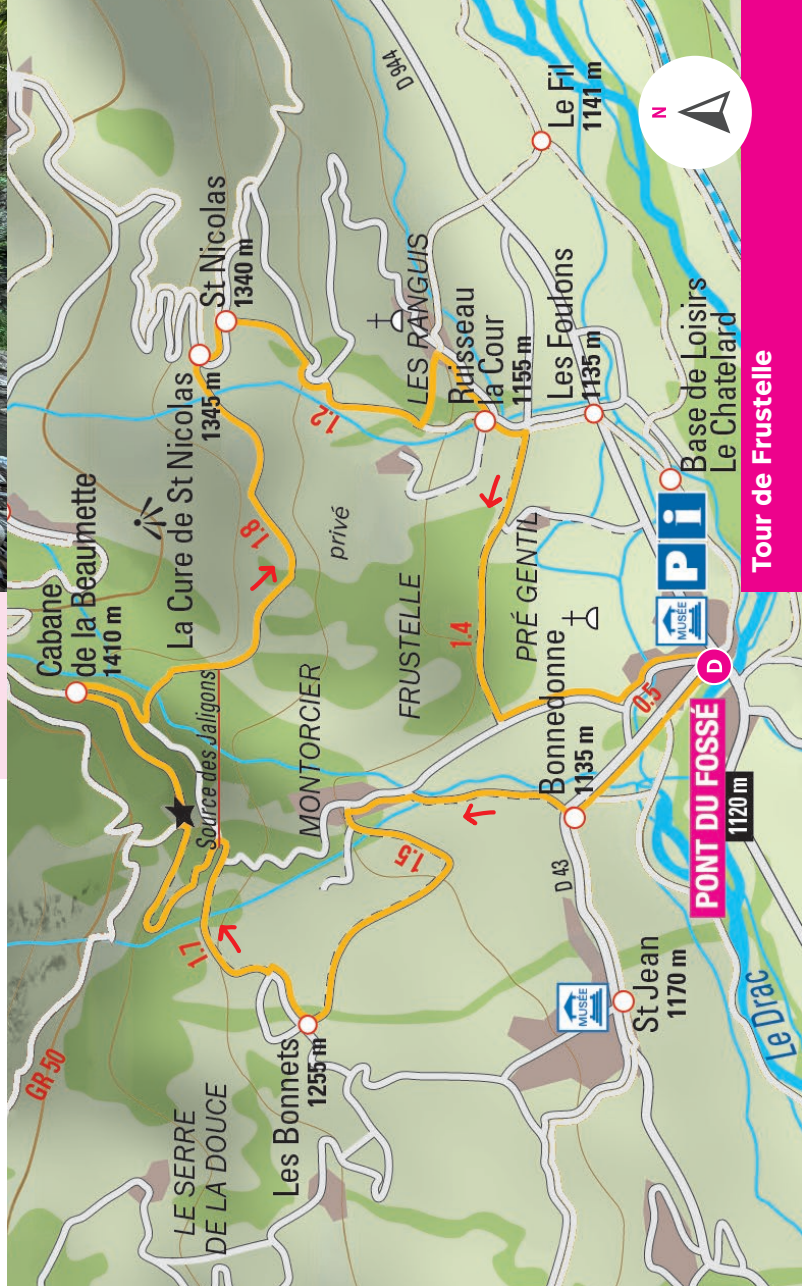 D 944
Le Fil
1141 m
N
St Nicolas
1340 m
La Cure de St Nicolas
1345 m
Cabane
de la Beaumette
1410 m
LES RANGUIS
Ruisseau
la Cour
1155 m
Les Foulons
1135 m
Base de Loisirs
Le Chatelard
1.2
1.8
privé
Source des Jaligons
MONTORCIER
FRUSTELLE
1.4
PRÉ GENTIL
P
i
MUSÉE
D
0.5
Bonnedonne
1135 m
PONT DU FOSSÉ
1120 m
1.5
1.7
D 43
MUSÉE
St Jean
1170 m
Le Drac
Les Bonnets
1255 m
GR 50
LE SERRE
DE LA DOUCE
Tour de Frustelle